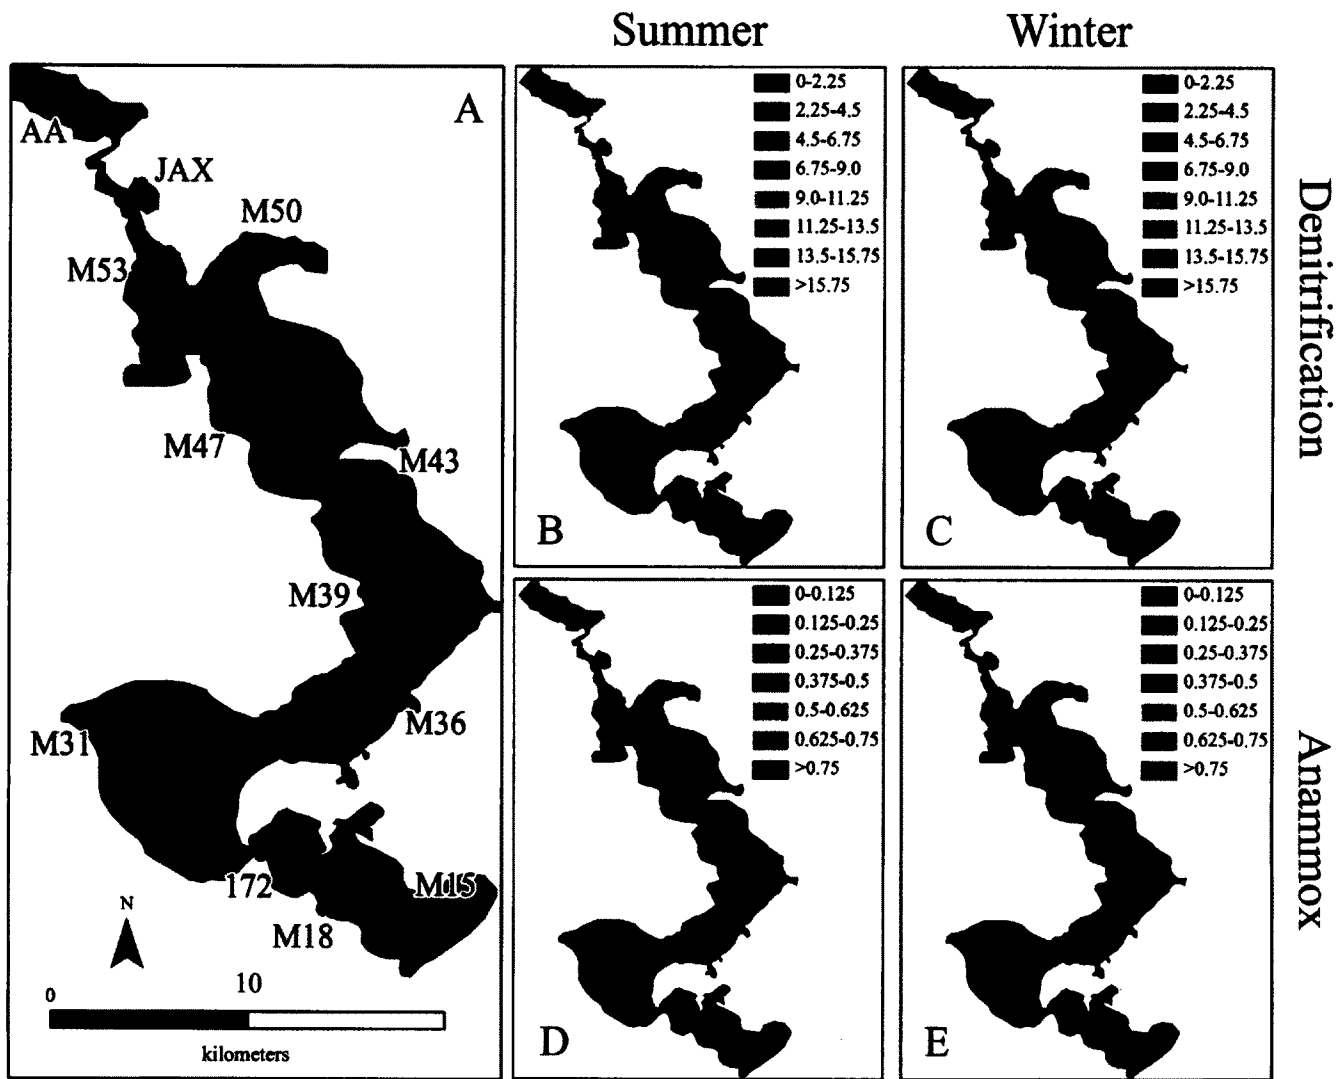 Summer
Winter
A
AA
JAX
M50
M53
M47
M43
M39
M36
M31
172
M15
M18
N
0
10
kilometers
0-2.25
2.25-4.5
4.5-6.75
6.75-9.0
9.0-11.25
11.25-13.5
13.5-15.75
>15.75
B
0-2.25
2.25-4.5
4.5-6.75
6.75-9.0
9.0-11.25
11.25-13.5
13.5-15.75
>15.75
C
Denitrification
0-0.125
0.125-0.25
0.25-0.375
0.375-0.5
0.5-0.625
0.625-0.75
>0.75
D
0-0.125
0.125-0.25
0.25-0.375
0.375-0.5
0.5-0.625
0.625-0.75
>0.75
E
Anammox